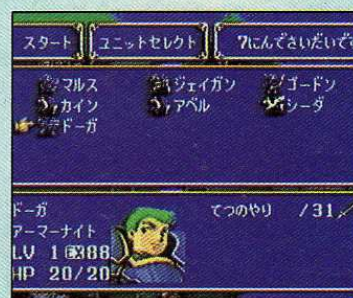 スタート ユニットセレクト 7にんでさいだいで
マルス ジェイガン ゴードン
カイン アベル シーダ
ドーガ
ドーガ てつのやり /31
アーマーナイト
LV 1 EX88
HP 20/20